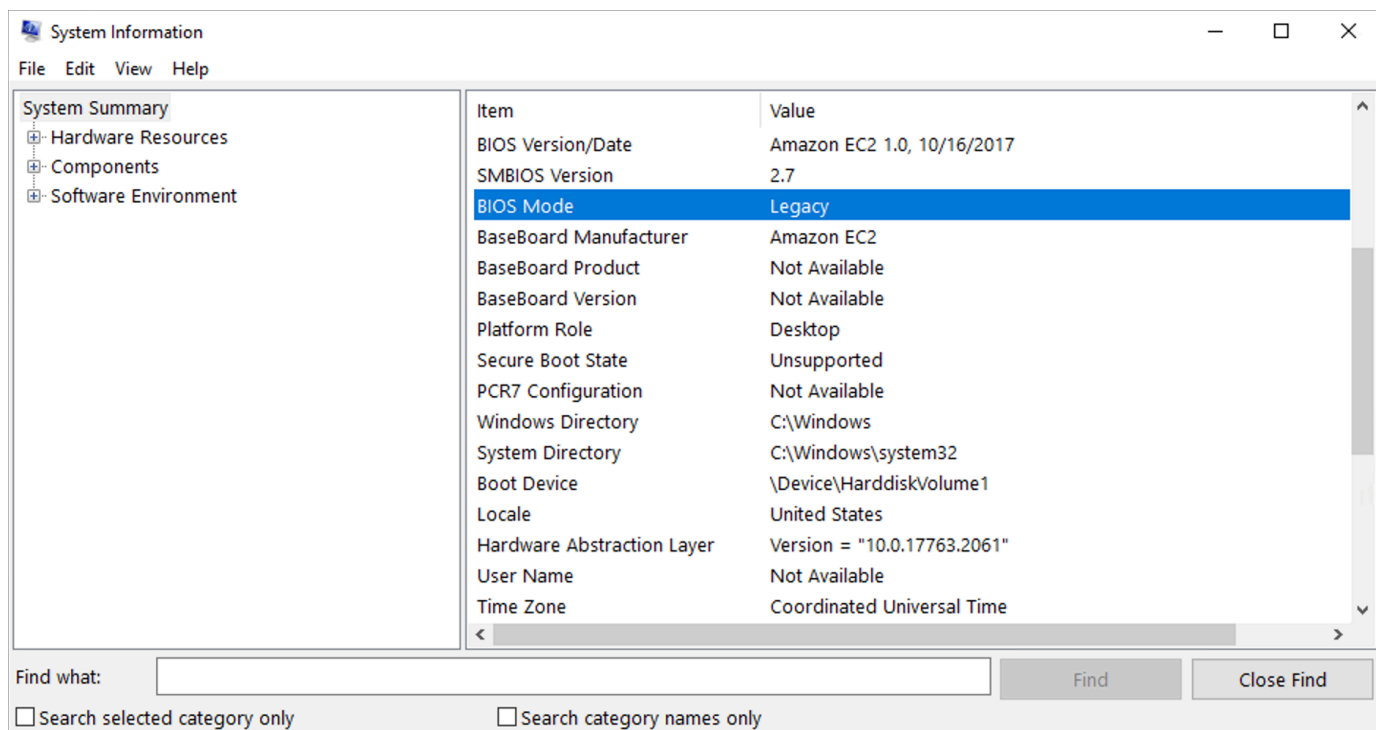 System Information
File Edit View Help
System Summary
Hardware Resources
Components
Software Environment
Item Value
BIOS Version/Date Amazon EC2 1.0, 10/16/2017
SMBIOS Version 2.7
BIOS Mode Legacy
BaseBoard Manufacturer Amazon EC2
BaseBoard Product Not Available
BaseBoard Version Not Available
Platform Role Desktop
Secure Boot State Unsupported
PCR7 Configuration Not Available
Windows Directory C:\Windows
System Directory C:\Windows\system32
Boot Device \Device\HarddiskVolume1
Locale United States
Hardware Abstraction Layer Version = "10.0.17763.2061"
User Name Not Available
Time Zone Coordinated Universal Time
Find what: Find Close Find
Search selected category only Search category names only